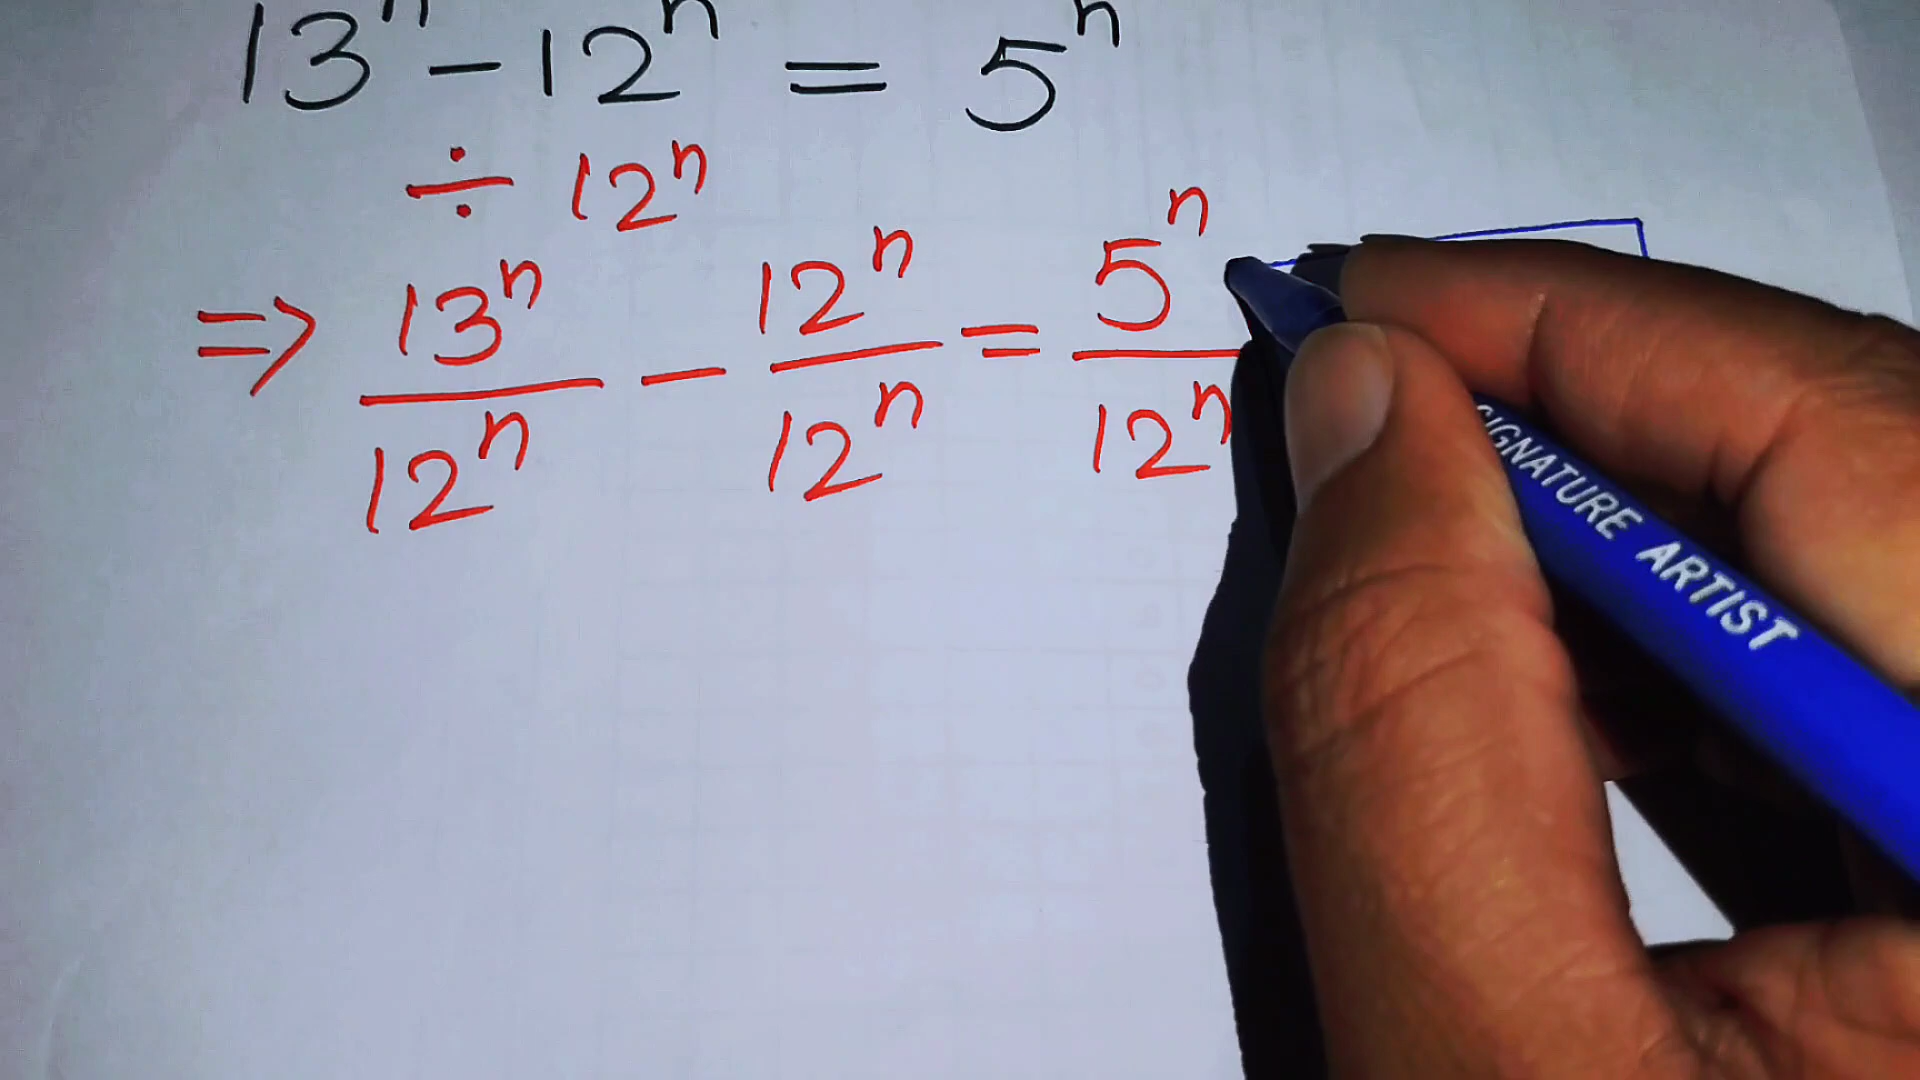 13ⁿ - 12ⁿ = 5ⁿ
÷ 12ⁿ
=> 13ⁿ/12ⁿ - 12ⁿ/12ⁿ = 5ⁿ/12ⁿ
SIGNATURE ARTIST